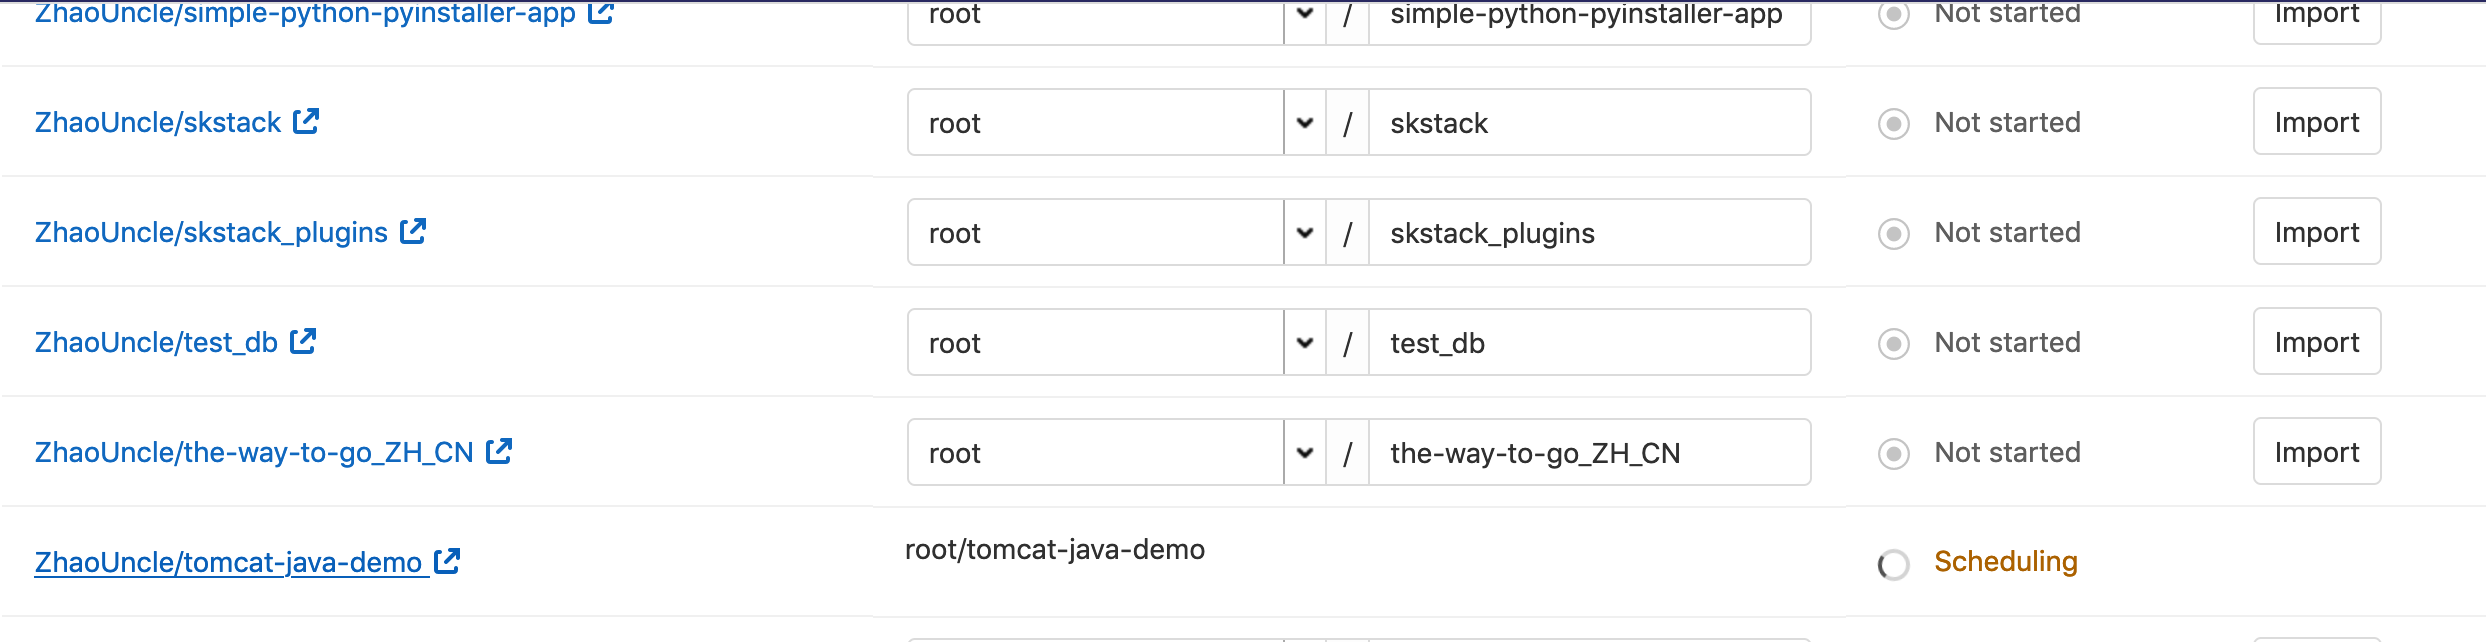 ZhaoUncle/simple-python-pyinstaller-app root / simple-python-pyinstaller-app Not started Import
ZhaoUncle/skstack root / skstack Not started Import
ZhaoUncle/skstack_plugins root / skstack_plugins Not started Import
ZhaoUncle/test_db root / test_db Not started Import
ZhaoUncle/the-way-to-go_ZH_CN root / the-way-to-go_ZH_CN Not started Import
ZhaoUncle/tomcat-java-demo root/tomcat-java-demo Scheduling